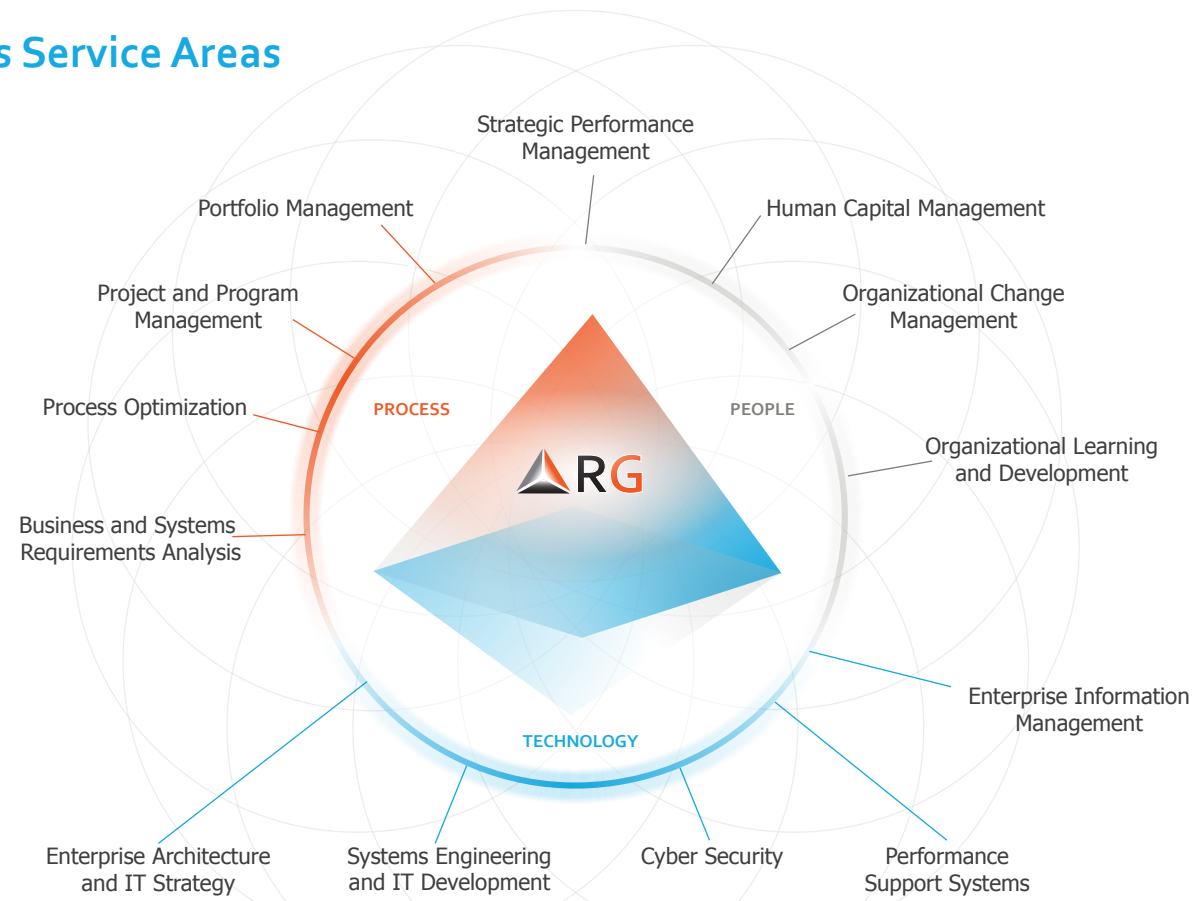 s Service Areas
Strategic Performance
Management
Portfolio Management
Human Capital Management
Project and Program
Management
Organizational Change
Management
Process Optimization
PROCESS
PEOPLE
Organizational Learning
and Development
RG
Business and Systems
Requirements Analysis
Enterprise Information
Management
TECHNOLOGY
Enterprise Architecture
and IT Strategy
Systems Engineering
and IT Development
Cyber Security
Performance
Support Systems